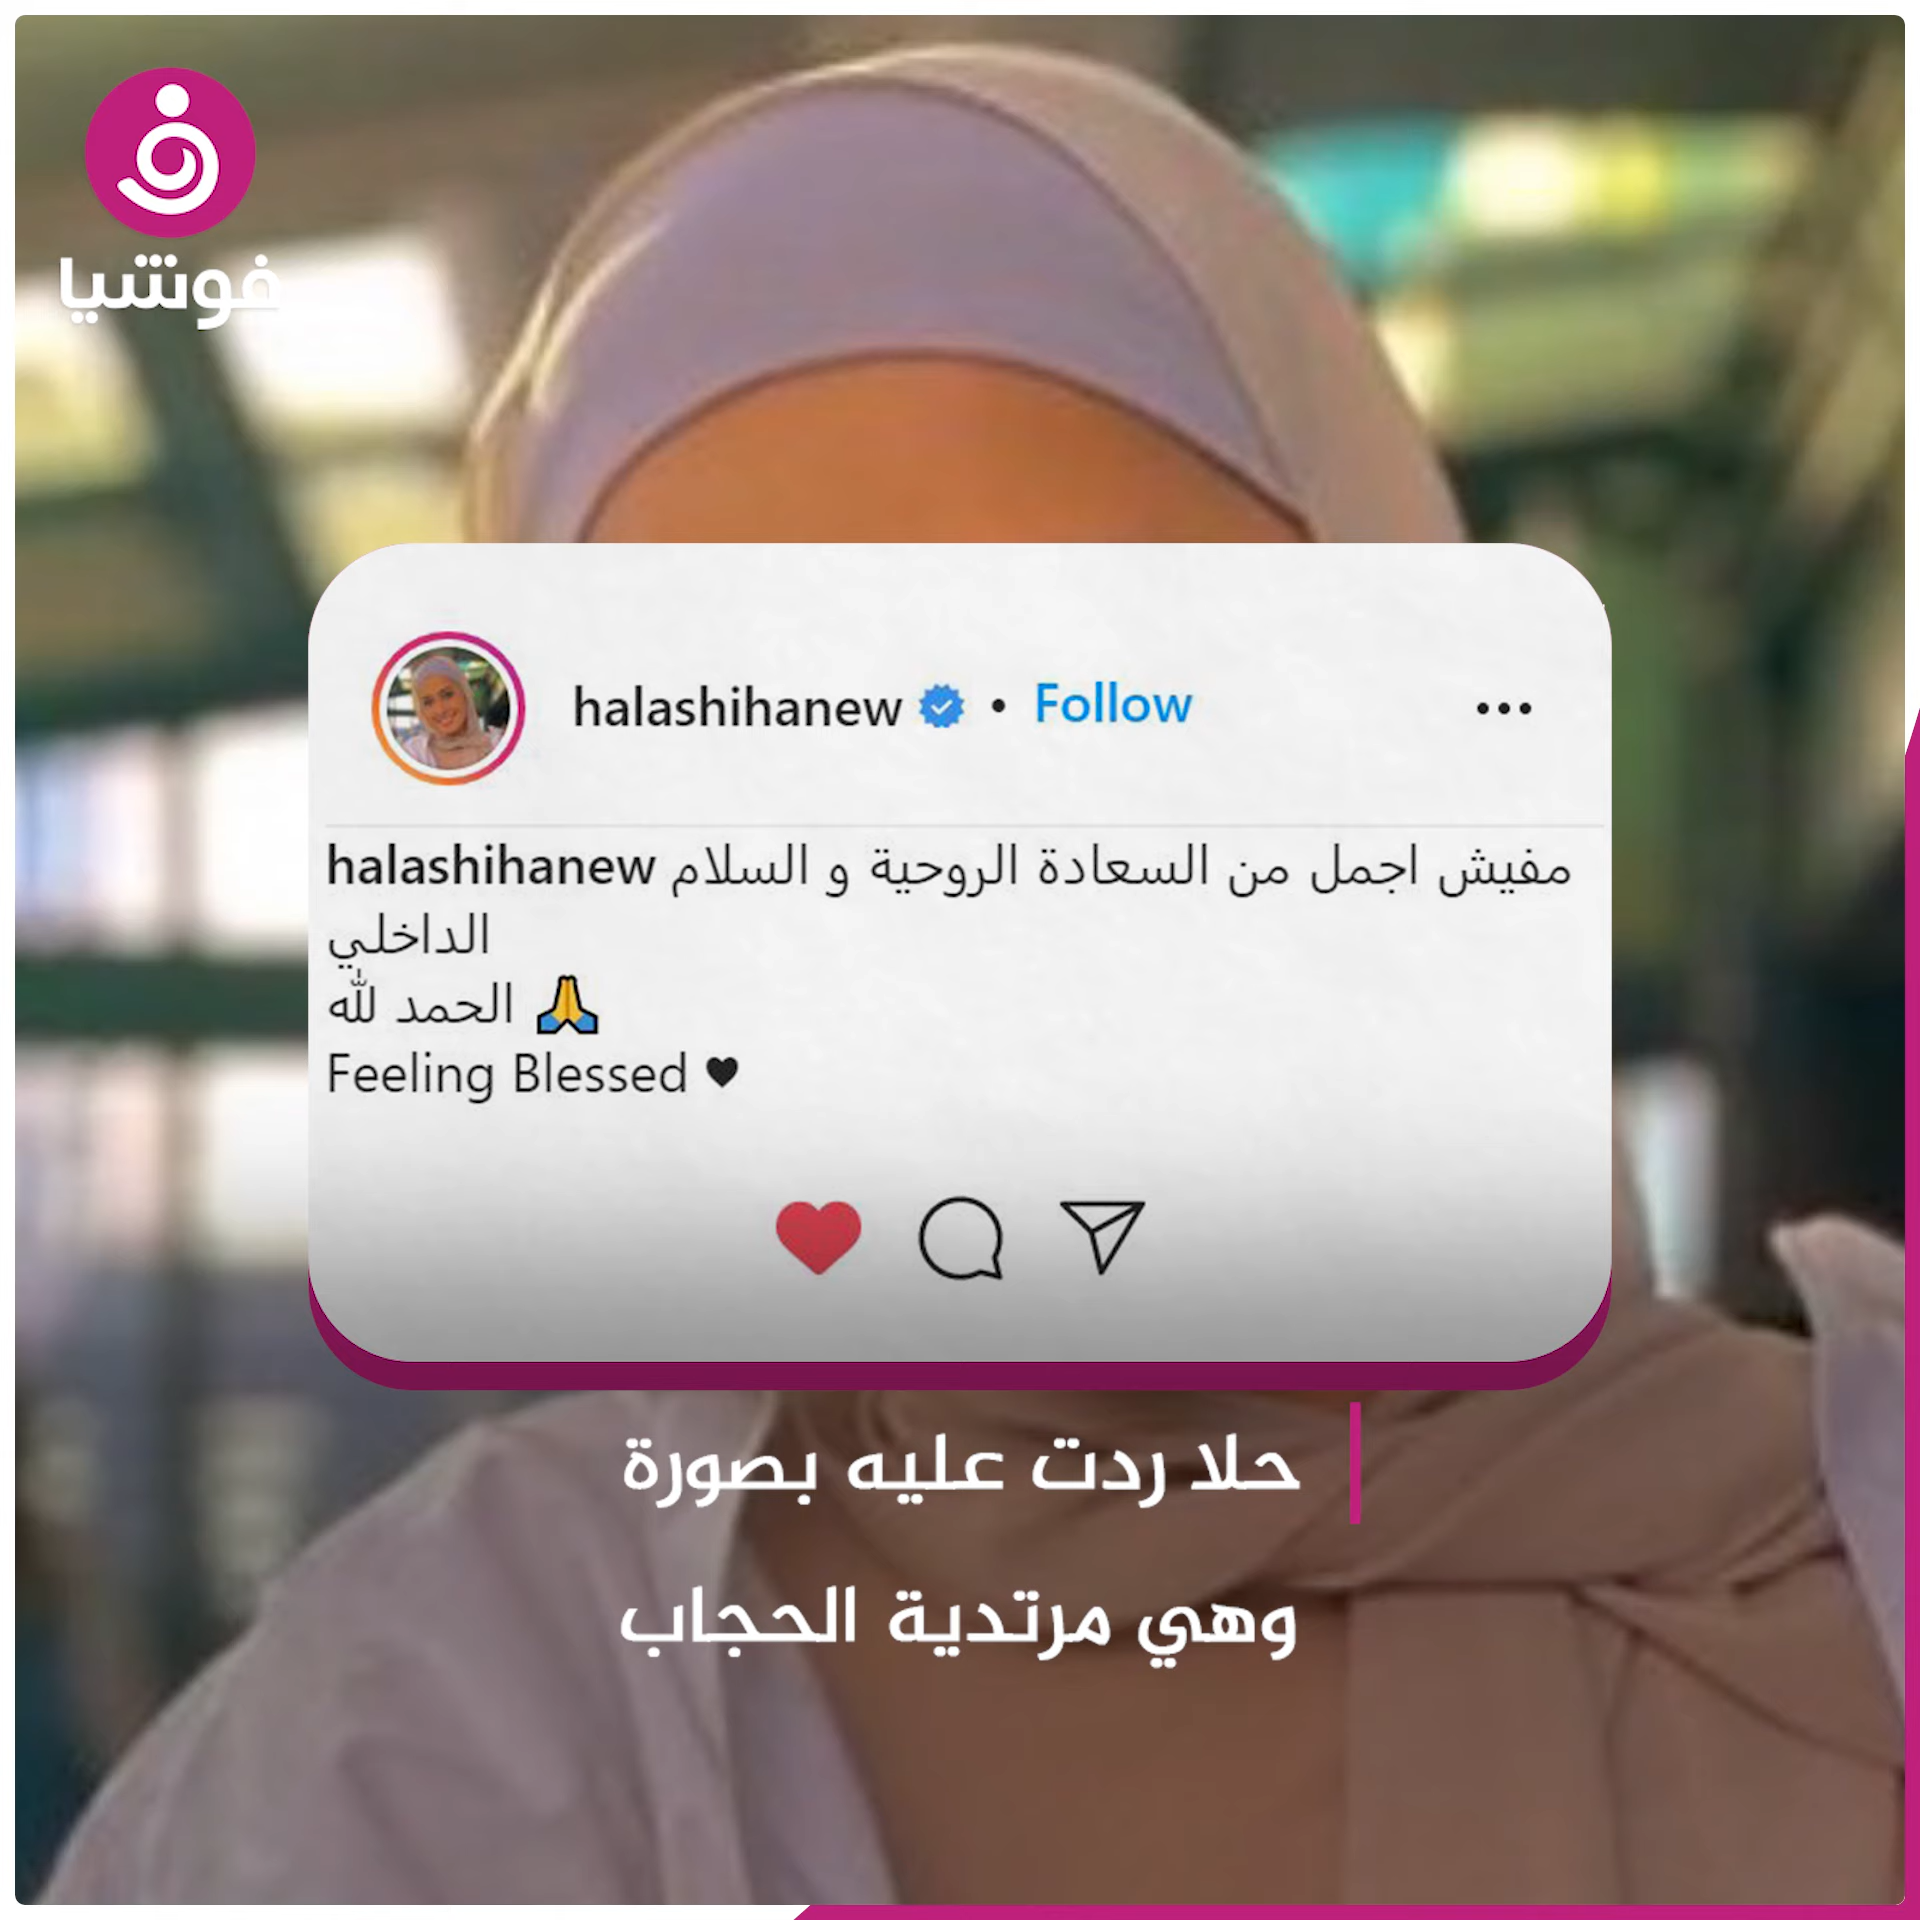 فوشيا
halashihanew • Follow
halashihanew مفيش اجمل من السعادة الروحية و السلام
الداخلي
الحمد لله 🙏
Feeling Blessed ♥
حلا ردت عليه بصورة
وهي مرتدية الحجاب